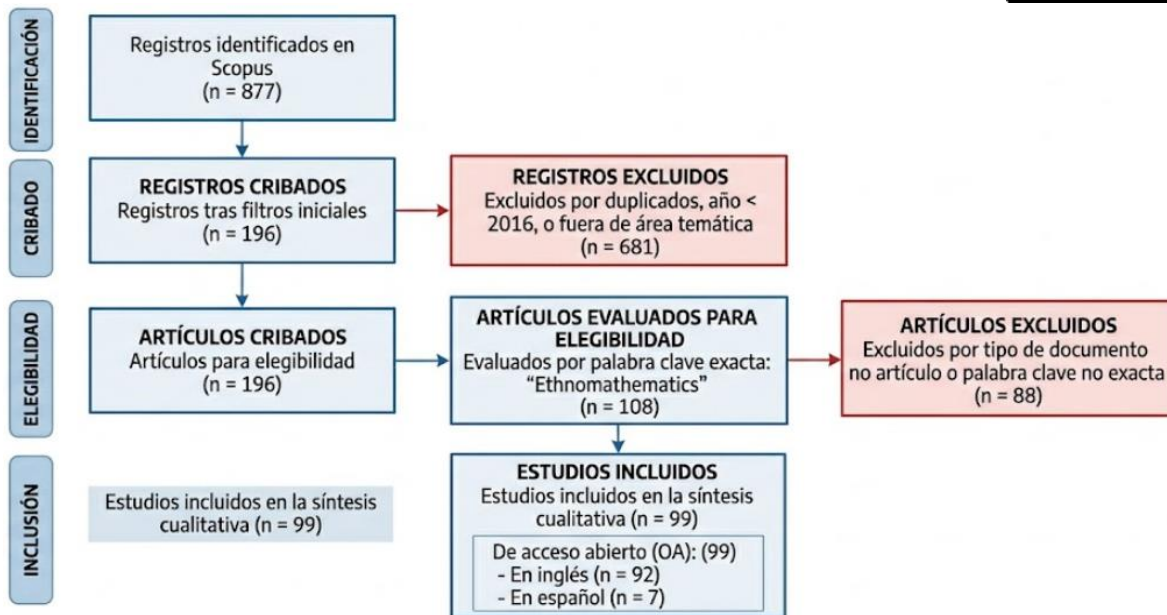 IDENTIFICACIÓN
Registros identificados en
Scopus
(n = 877)
CRIBADO
REGISTROS CRIBADOS
Registros tras filtros iniciales
(n = 196)
REGISTROS EXCLUIDOS
Excluidos por duplicados, año <
2016, o fuera de área temática
(n = 681)
ELEGIBILIDAD
ARTÍCULOS CRIBADOS
Artículos para elegibilidad
(n = 196)
ARTÍCULOS EVALUADOS PARA
ELEGIBILIDAD
Evaluados por palabra clave exacta:
“Ethnomathematics”
(n = 108)
ARTÍCULOS EXCLUIDOS
Excluidos por tipo de documento
no artículo o palabra clave no exacta
(n = 88)
INCLUSIÓN
Estudios incluidos en la síntesis
cualitativa (n = 99)
ESTUDIOS INCLUIDOS
Estudios incluidos en la síntesis
cualitativa (n = 99)
De acceso abierto (OA): (99)
- En inglés (n = 92)
- En español (n = 7)